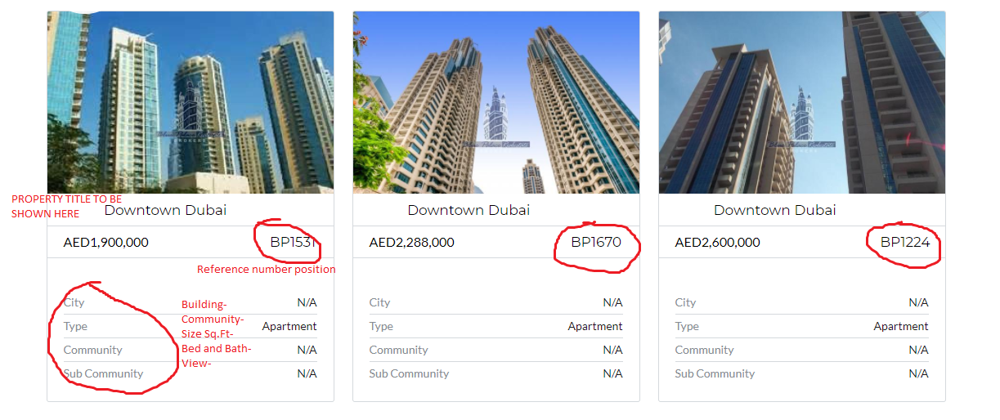 PROPERTY TITLE TO BE
SHOWN HERE
Downtown Dubai
AED1,900,000 BP1531
Reference number position
City N/A
Type Apartment
Community N/A
Sub Community N/A
Building-
Community-
Size Sq.Ft-
Bed and Bath-
View-
Downtown Dubai
AED2,288,000 BP1670
City N/A
Type Apartment
Community N/A
Sub Community N/A
Downtown Dubai
AED2,600,000 BP1224
City N/A
Type Apartment
Community N/A
Sub Community N/A